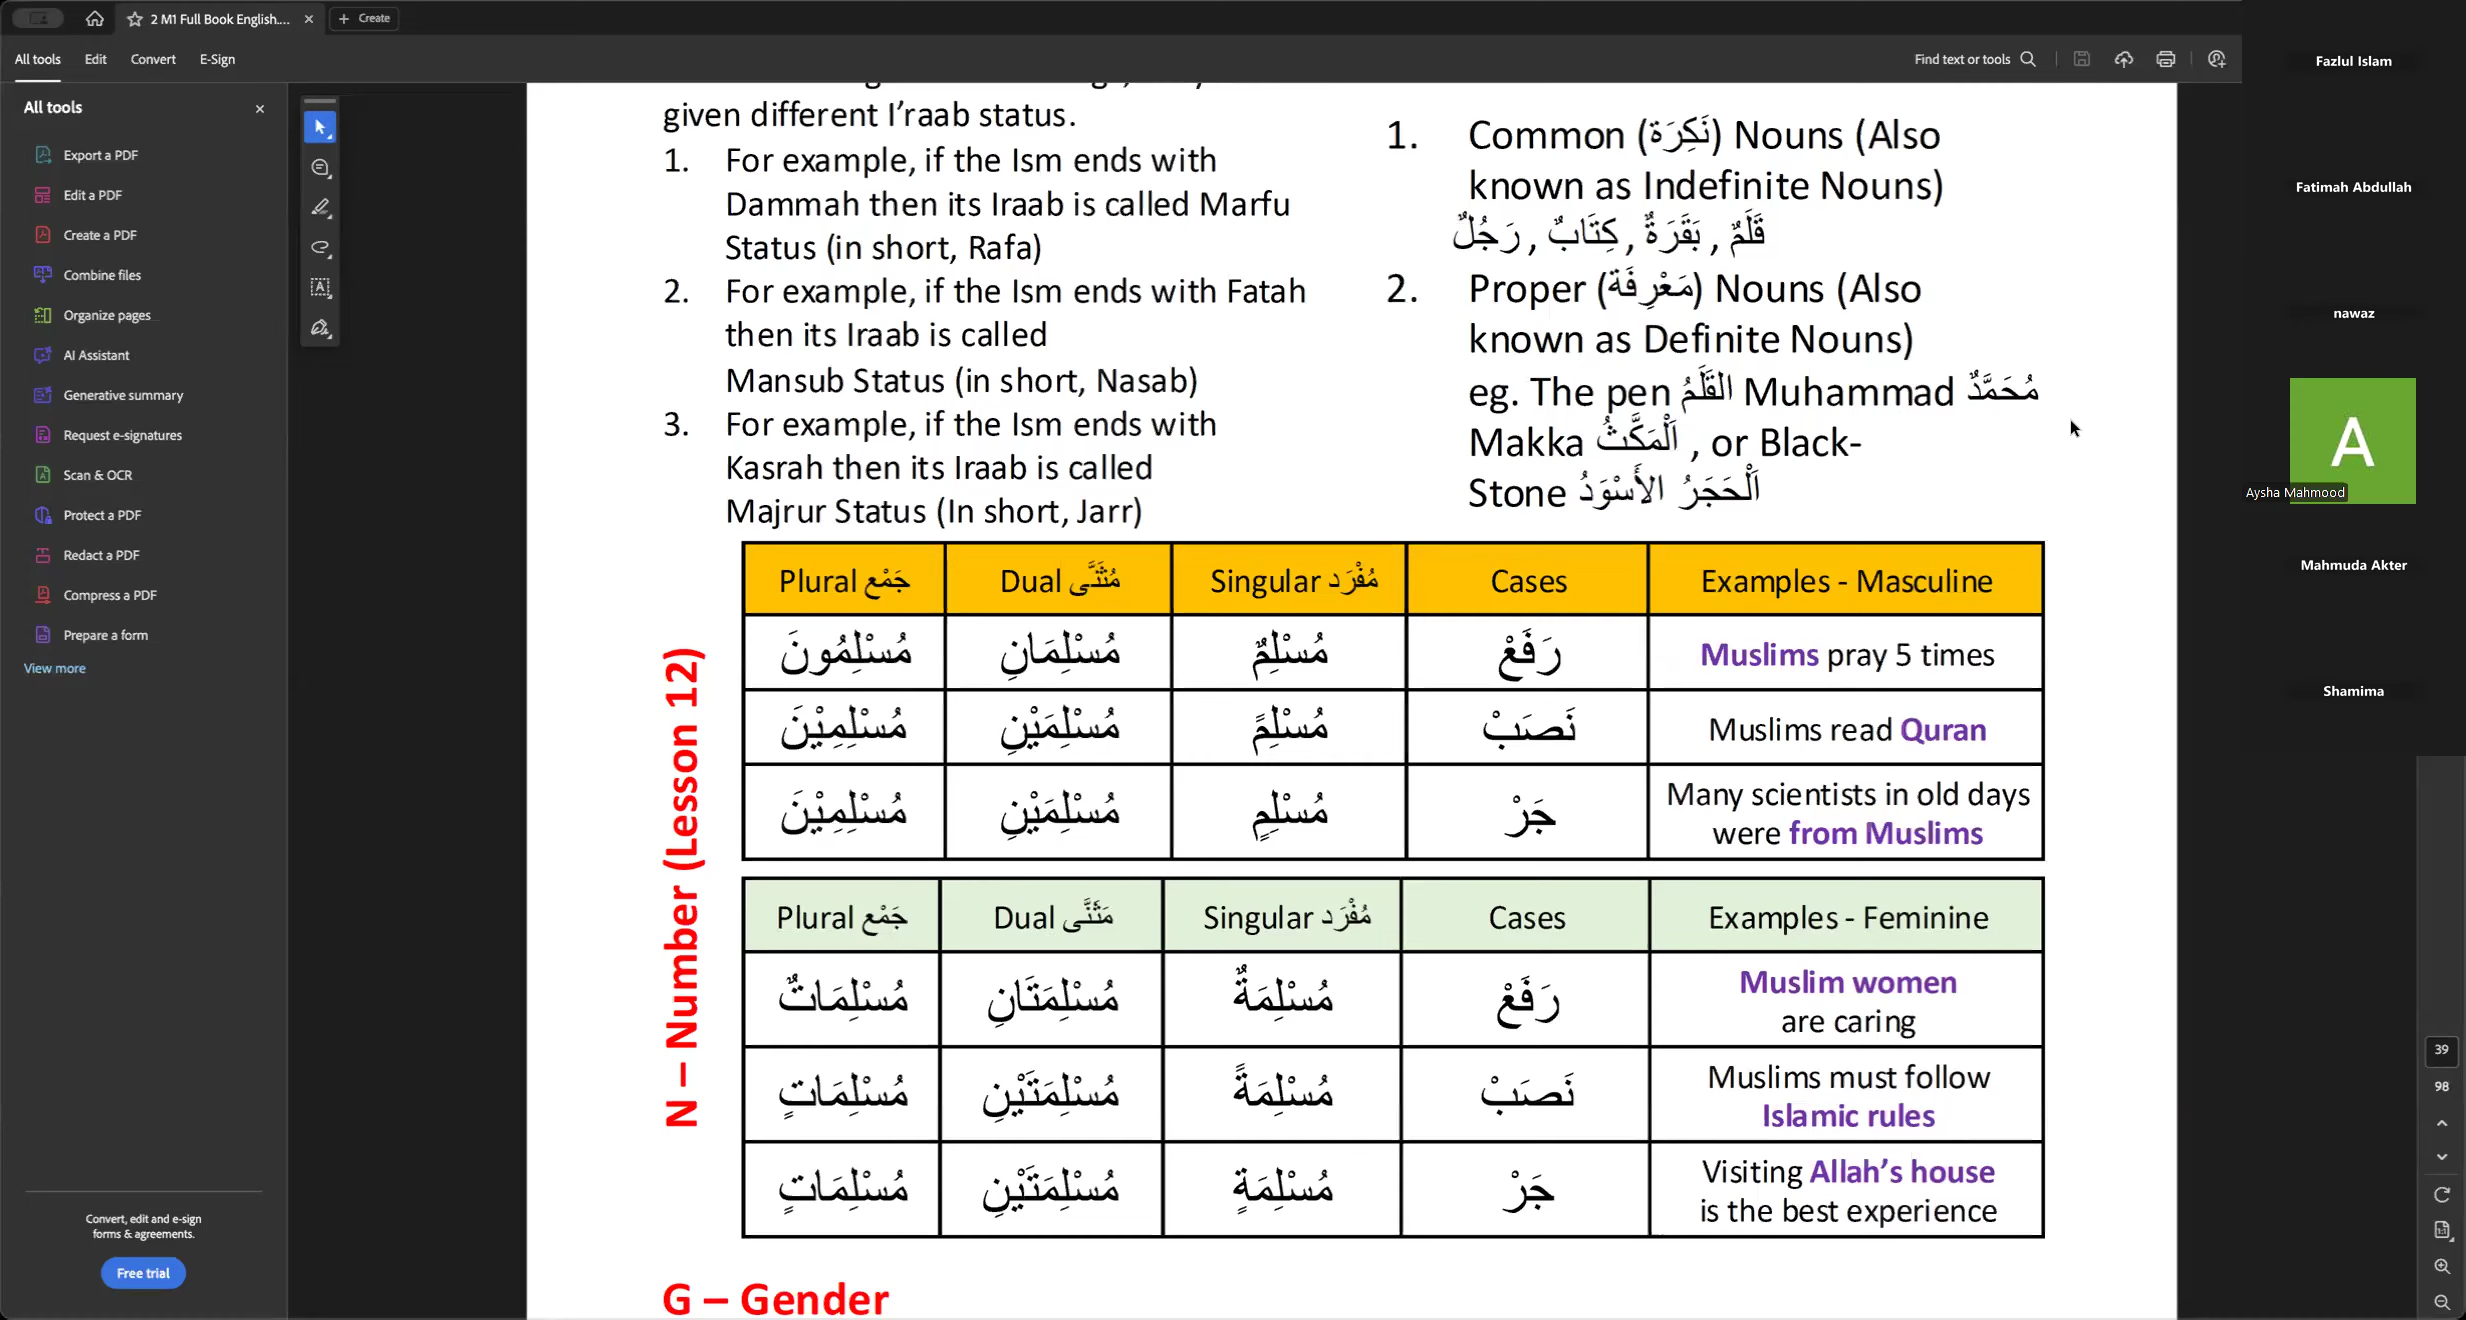 2 M1 Full Book English....
Create
All tools
Edit
Convert
E-Sign
Find text or tools
All tools
Export a PDF
Edit a PDF
Create a PDF
Combine files
Organize pages
AI Assistant
Generative summary
Request e-signatures
Scan & OCR
Protect a PDF
Redact a PDF
Compress a PDF
Prepare a form
View more
Convert, edit and e-sign
forms & agreements.
Free trial
given different I’raab status.
1. For example, if the Ism ends with
Dammah then its Iraab is called Marfu
Status (in short, Rafa)
2. For example, if the Ism ends with Fatah
then its Iraab is called
Mansub Status (in short, Nasab)
3. For example, if the Ism ends with
Kasrah then its Iraab is called
Majrur Status (In short, Jarr)
1. Common (نَكِرَة) Nouns (Also
known as Indefinite Nouns)
قَلَمٌ , بَقَرَةٌ , كِتَابٌ , رَجُلٌ
2. Proper (مَعْرِفَة) Nouns (Also
known as Definite Nouns)
eg. The pen القَلَمُ Muhammad مُحَمَّدٌ
Makka اَلْمَكَّتُ , or Black-
Stone اَلْحَجَرُ الأَسْوَدُ
N – Number (Lesson 12)
Plural جَمْع Dual مُثَنَّى Singular مُفْرَد Cases Examples - Masculine
مُسْلِمُونَ مُسْلِمَانِ مُسْلِمٌ رَفَعْ Muslims pray 5 times
مُسْلِمِيْنَ مُسْلِمَيْنِ مُسْلِمً نَصَبْ Muslims read Quran
مُسْلِمِيْنَ مُسْلِمَيْنِ مُسْلِمٍ جَرْ Many scientists in old days
were from Muslims
Plural جَمْع Dual مَثَنَّى Singular مُفْرَد Cases Examples - Feminine
مُسْلِمَاتٌ مُسْلِمَتَانِ مُسْلِمَةٌ رَفَعْ Muslim women
are caring
مُسْلِمَاتٍ مُسْلِمَتَيْنِ مُسْلِمَةً نَصَبْ Muslims must follow
Islamic rules
مُسْلِمَاتٍ مُسْلِمَتَيْنِ مُسْلِمَةٍ جَرْ Visiting Allah’s house
is the best experience
G – Gender
Fazlul Islam
Fatimah Abdullah
nawaz
A
Aysha Mahmood
Mahmuda Akter
Shamima
39
98